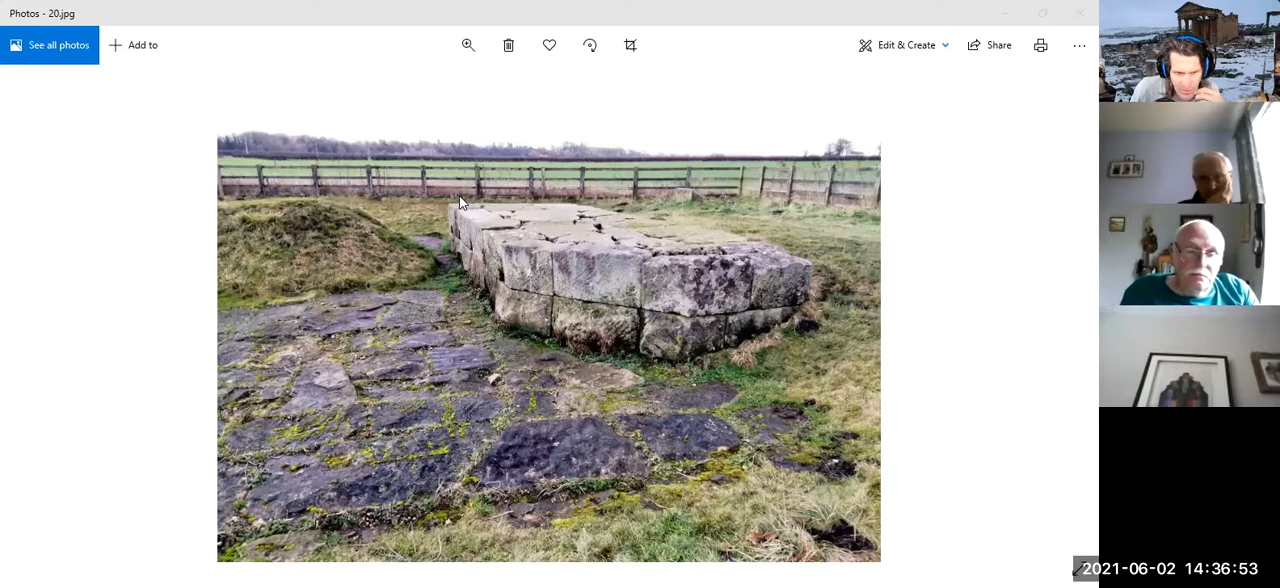 Photos - 20.jpg
See all photos
Add to
Edit & Create
Share
2021-06-02 14:36:53